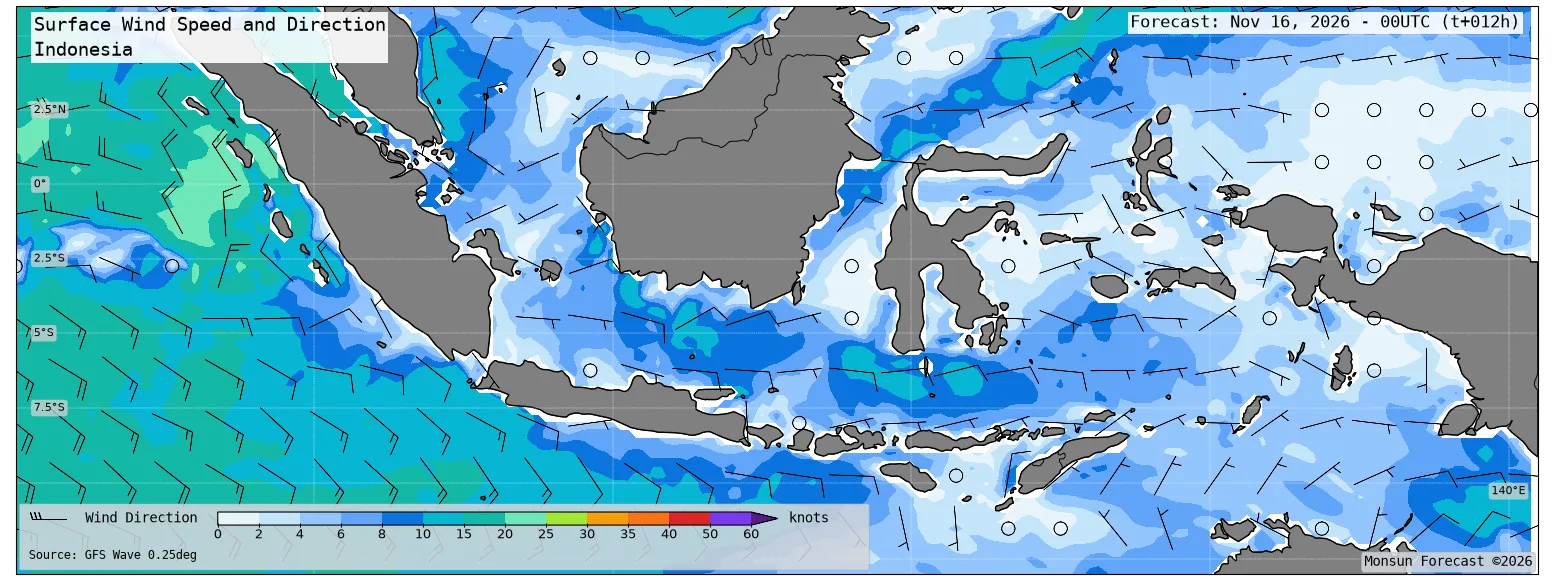 Surface Wind Speed and Direction
Indonesia
Forecast: Nov 16, 2026 - 00UTC (t+012h)
2.5°N
0°
2.5°S
5°S
7.5°S
140°E
Wind Direction
0 2 4 6 8 10 15 20 25 30 35 40 50 60
knots
Source: GFS Wave 0.25deg
Monsun Forecast ©2026